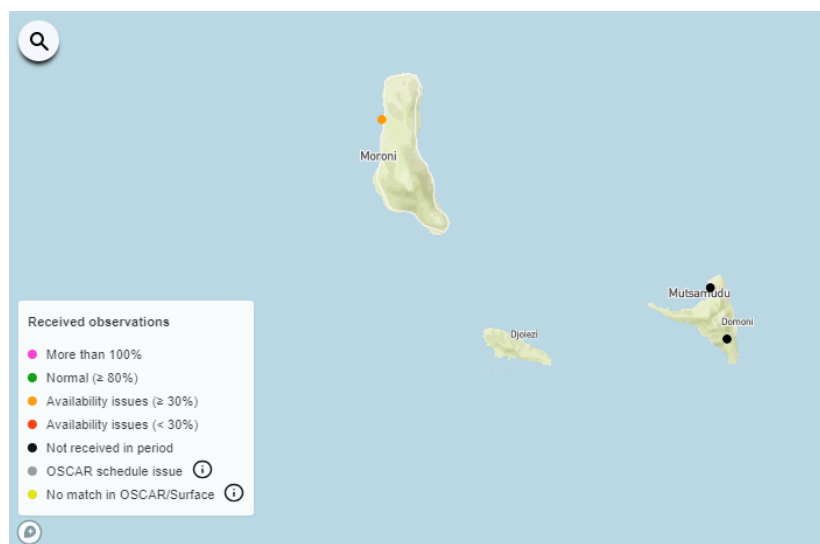 Moroni
Mutsamudu
Domoni
Djoiezi
Received observations
More than 100%
Normal (≥ 80%)
Availability issues (≥ 30%)
Availability issues (< 30%)
Not received in period
OSCAR schedule issue
No match in OSCAR/Surface